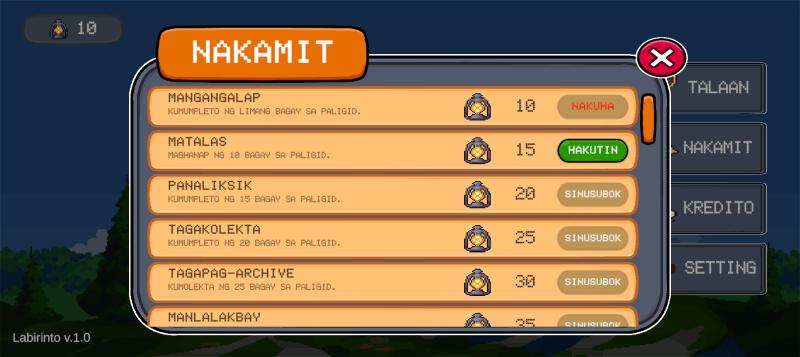 10
NAKAMIT
TALAAN
NAKAMIT
KREDITO
SETTING
MANGANGALAP
KUMUMPLETO NG LIMANG BAGAY SA PALIGID.
10
NAKUHA
MATALAS
MAGHANAP NG 10 BAGAY SA PALIGID.
15
HAKUTIN
PANALIKSIK
KUMUMPLETO NG 15 BAGAY SA PALIGID.
20
SINUSUBOK
TAGAKOLEKTA
KUMUMPLETO NG 20 BAGAY SA PALIGID.
25
SINUSUBOK
TAGAPAG-ARCHIVE
KUMOLEKTA NG 25 BAGAY SA PALIGID.
30
SINUSUBOK
MANLALAKBAY
35
SINUSUBOK
Labirinto v.1.0